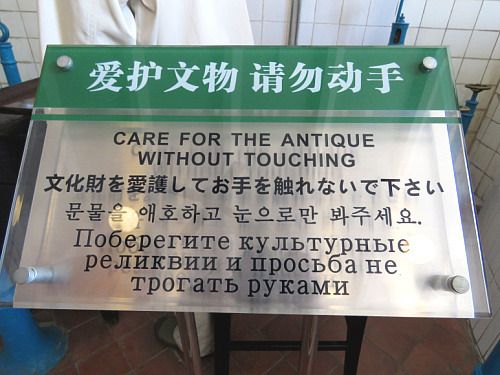 爱护文物 请勿动手
CARE FOR THE ANTIQUE
WITHOUT TOUCHING
文化財を愛護してお手を触れないで下さい
문물을 애호하고 눈으로만 봐주세요.
Поберегите культурные
реликвии и просьба не
трогать руками